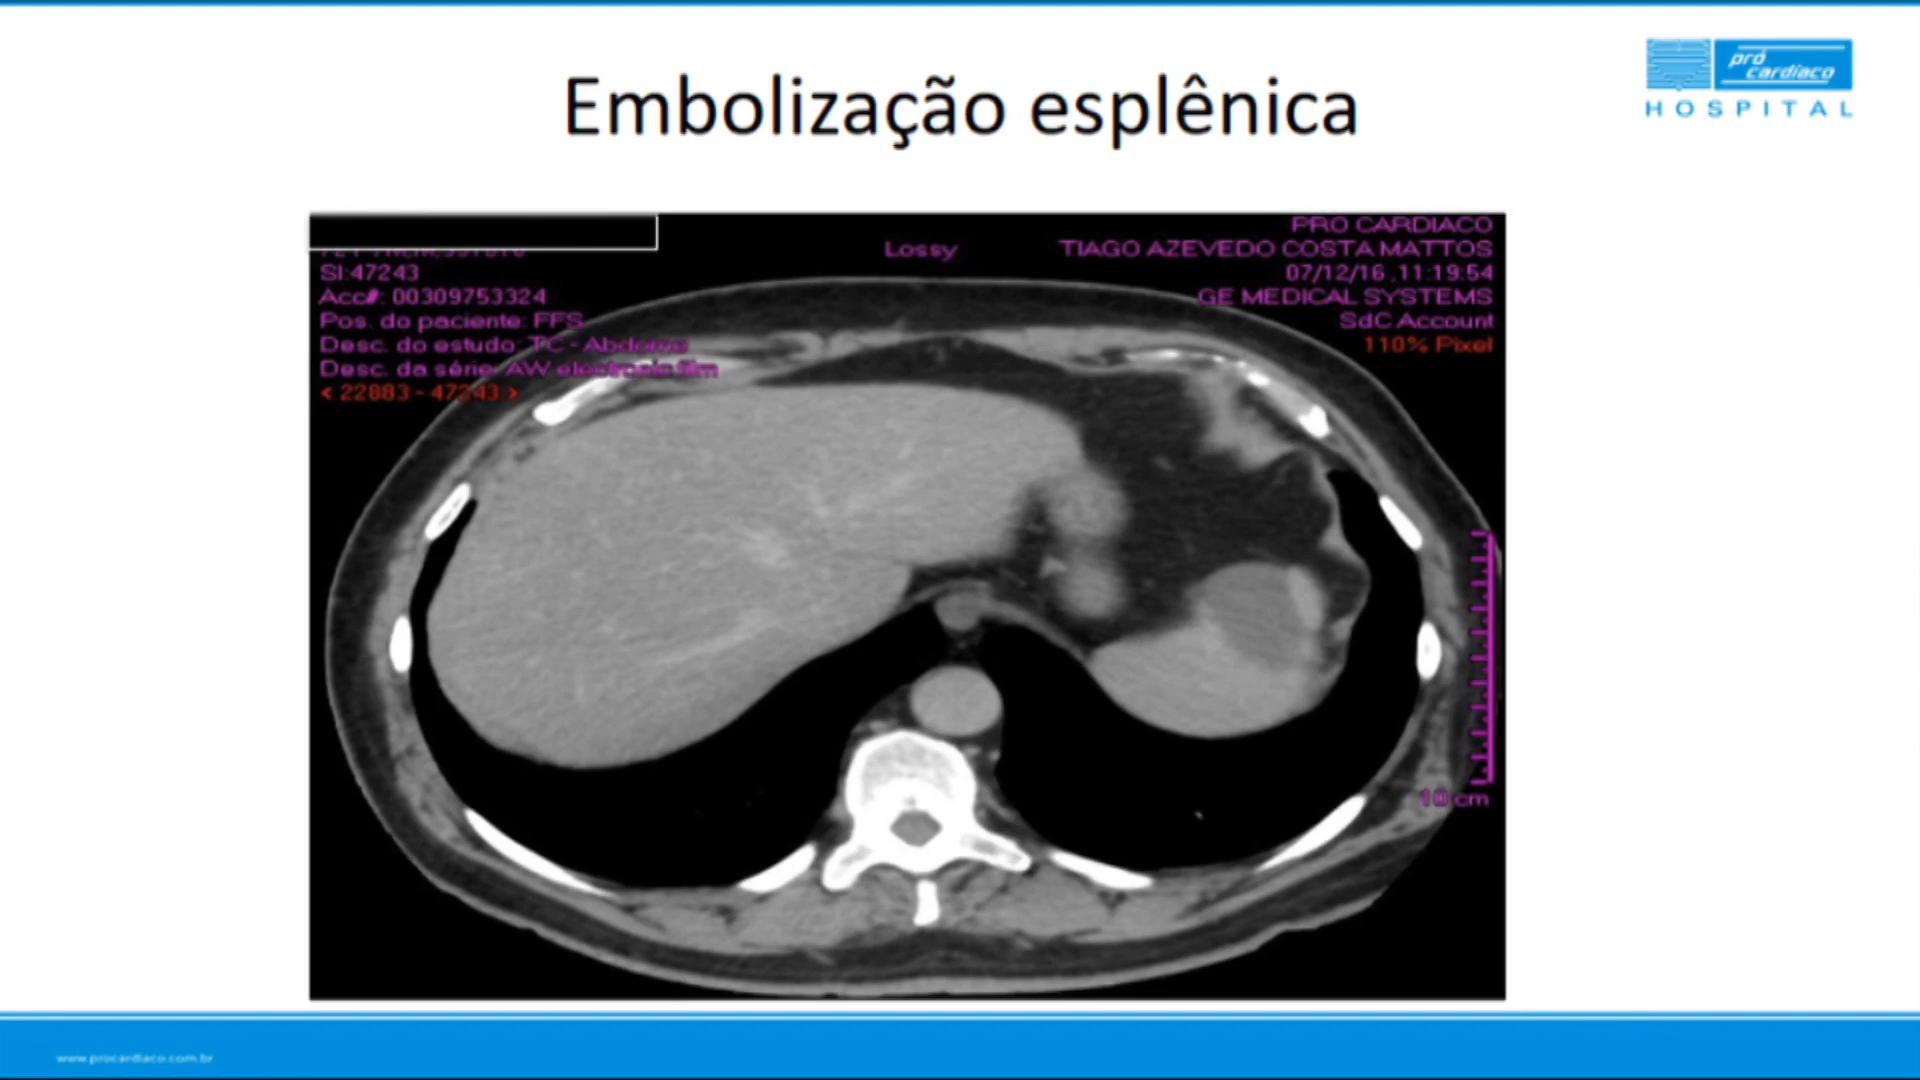 Embolização esplênica
pró
cardíaco
HOSPITAL
PRO CARDIACO
Lossy
TIAGO AZEVEDO COSTA MATTOS
SI:47243
07/12/16 ,11:19:54
Acc#: 00309753324
GE MEDICAL SYSTEMS
Pos. do paciente: FFS
SdC Account
Desc. do estudo: TC - Abdome
110% Pixel
Desc. da série: AW electronic film
< 22883 - 47243 >
10 cm
www.procardiaco.com.br